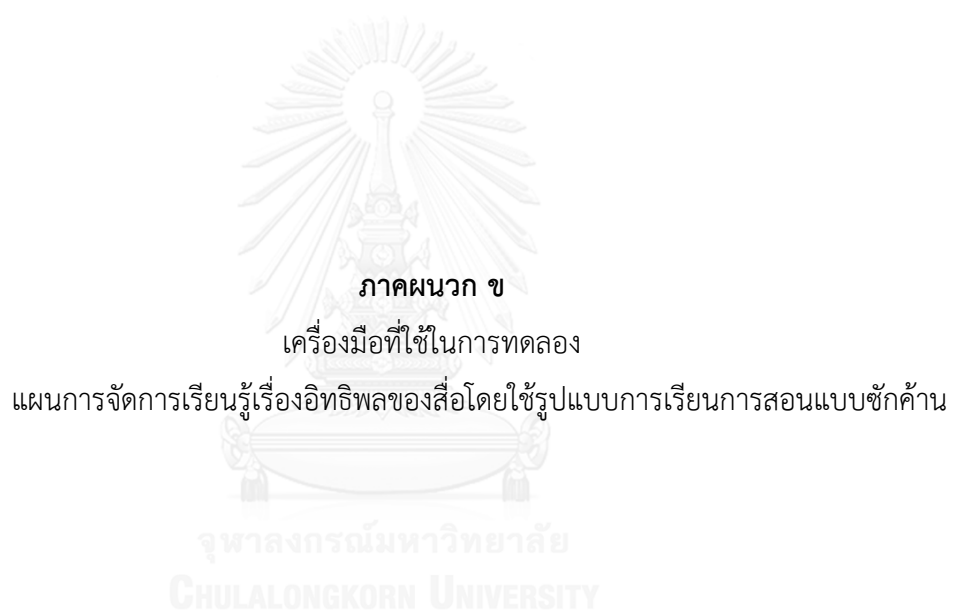 ภาคผนวก ข
เครื่องมือที่ใช้ในการทดลอง
แผนการจัดการเรียนรู้เรื่องอิทธิพลของสื่อโดยใช้รูปแบบการเรียนการสอนแบบซักค้าน
จุฬาลงกรณ์มหาวิทยาลัย
CHULALONGKORN UNIVERSITY